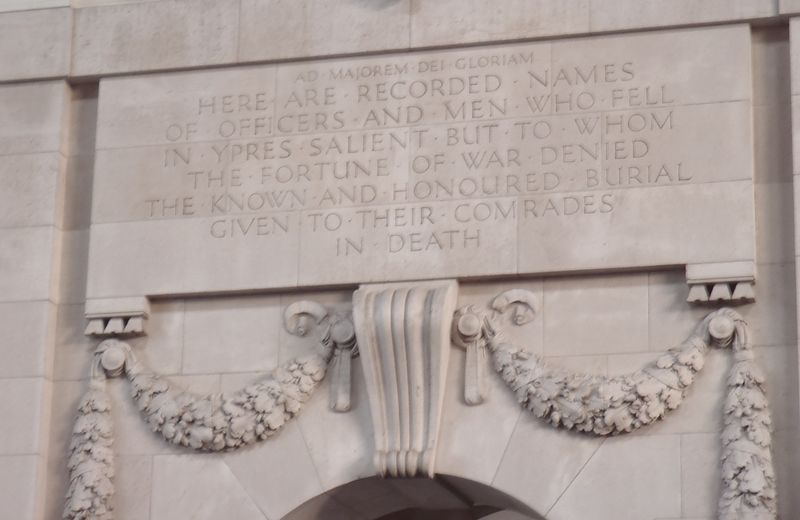 AD·MAJOREM·DEI·GLORIAM
HERE·ARE·RECORDED·NAMES
OF·OFFICERS·AND·MEN·WHO·FELL
IN·YPRES·SALIENT·BUT·TO·WHOM
THE·FORTUNE·OF·WAR·DENIED
THE·KNOWN·AND·HONOURED·BURIAL
GIVEN·TO·THEIR·COMRADES
IN·DEATH